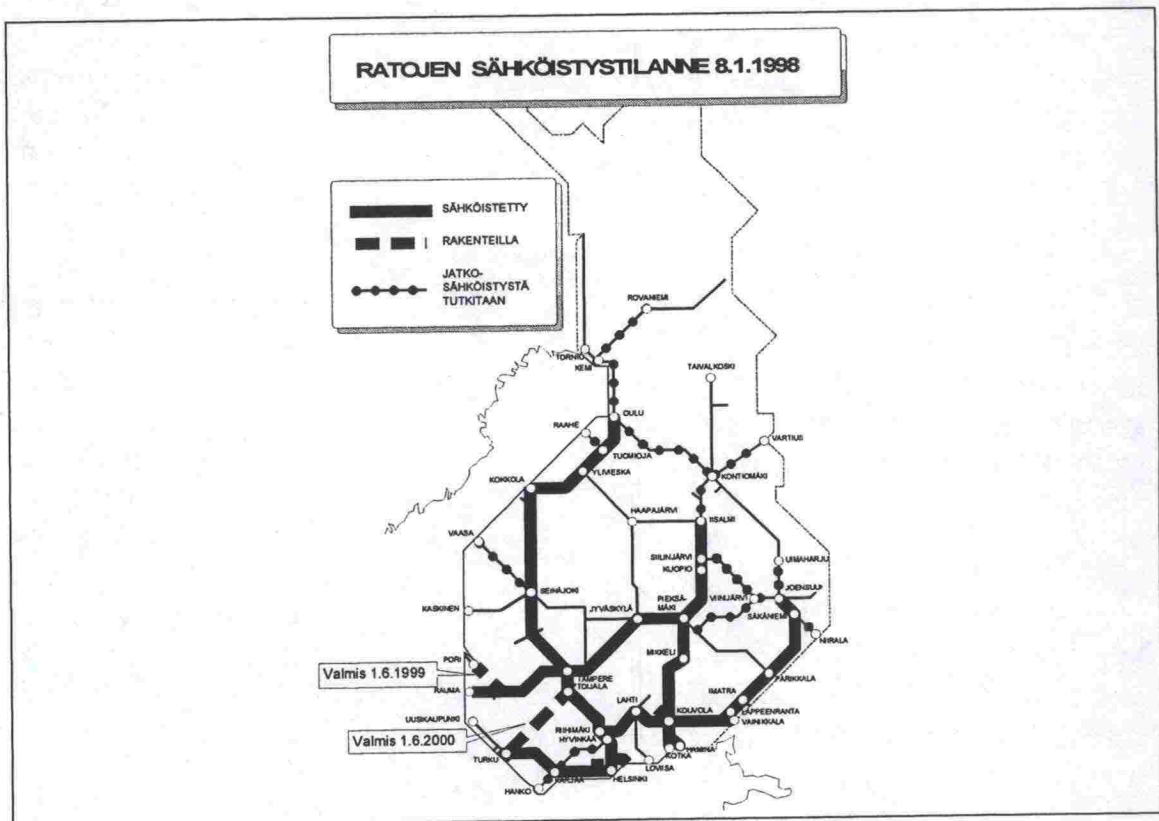 RATOJEN SÄHKÖISTYSTILANNE 8.1.1998
SÄHKÖISTETTY
RAKENTEILLA
JATKO-
SÄHKÖISTYSTÄ
TUTKITAAN
ROVANIEMI
TORNIO
KEMI
TAIVALKOSKI
OULU
RAAHE
VARTIUS
TUOMIOJA
YLIVIESKA
KONTIOMÄKI
KOKKOLA
HAAPAJÄRVI
IISALMI
VAASA
SIILINJÄRVI
UIMAHARJU
KUOPIO
SEINÄJOKI
JOENSUU
KASKINEN
JYVÄSKYLÄ
PIEKSÄ-
MÄKI
VIINIJÄRVI
SÄKÄNIEMI
NIIRALA
PORI
MIKKELI
Valmis 1.6.1999
TAMPERE
PARIKKALA
RAUMA
TOIJALA
IMATRA
LAHTI
LAPPEENRANTA
UUSIKAUPUNKI
KOUVOLA
VAINIKKALA
RIIHIMÄKI
Valmis 1.6.2000
HYVINKÄÄ
HAMINA
KOTKA
TURKU
LOVIISA
KARJAA
HELSINKI
HANKO